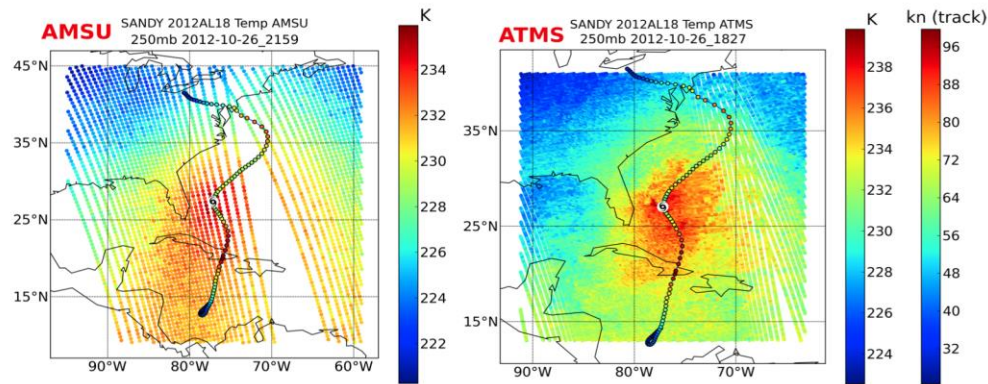 AMSU
SANDY 2012AL18 Temp AMSU
250mb 2012-10-26_2159
K
45°N
35°N
25°N
15°N
90°W
80°W
70°W
60°W
234
232
230
228
226
224
222
ATMS
SANDY 2012AL18 Temp ATMS
250mb 2012-10-26_1827
K
kn (track)
35°N
25°N
15°N
90°W
80°W
70°W
238
236
234
232
230
228
226
224
96
88
80
72
64
56
48
40
32